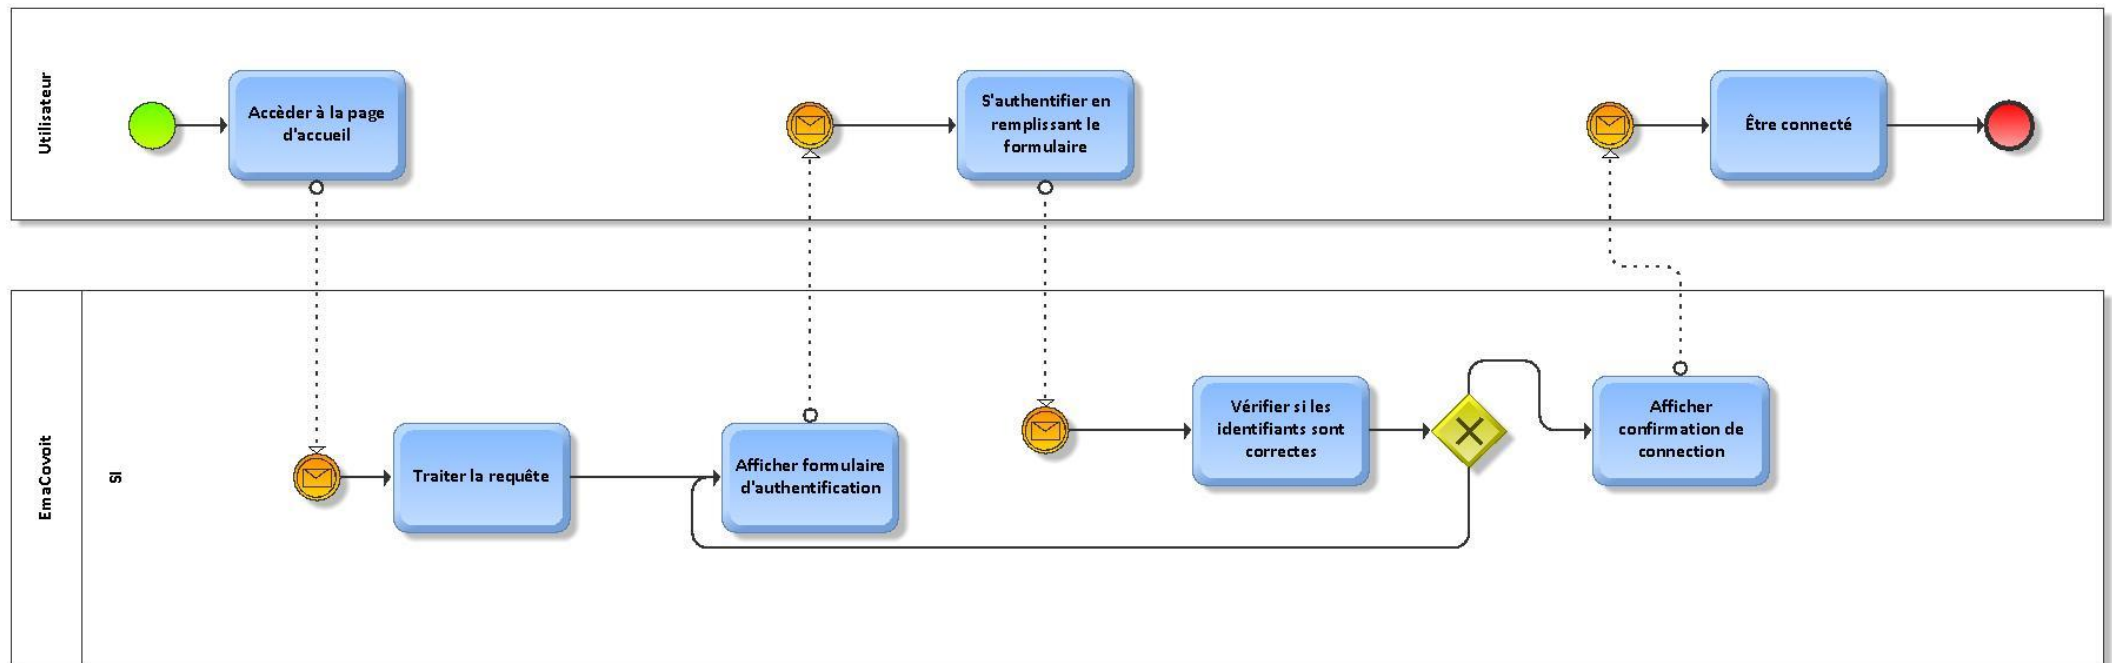 Utilisateur
Accèder à la page
d'accueil
S'authentifier en
remplissant le
formulaire
Être connecté
EmaCovoit
SI
Traiter la requête
Afficher formulaire
d'authentification
Vérifier si les
identifiants sont
correctes
Afficher
confirmation de
connection